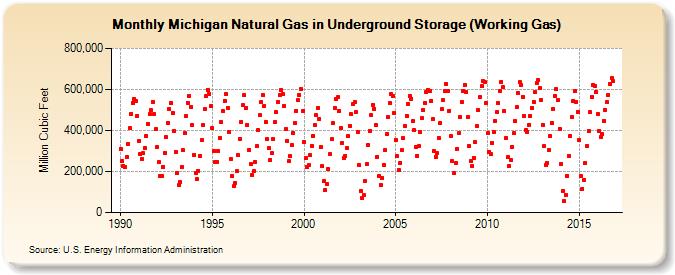 Monthly Michigan Natural Gas in Underground Storage (Working Gas)
Million Cubic Feet
800,000
600,000
400,000
200,000
0
1990 1995 2000 2005 2010 2015
Source: U.S. Energy Information Administration